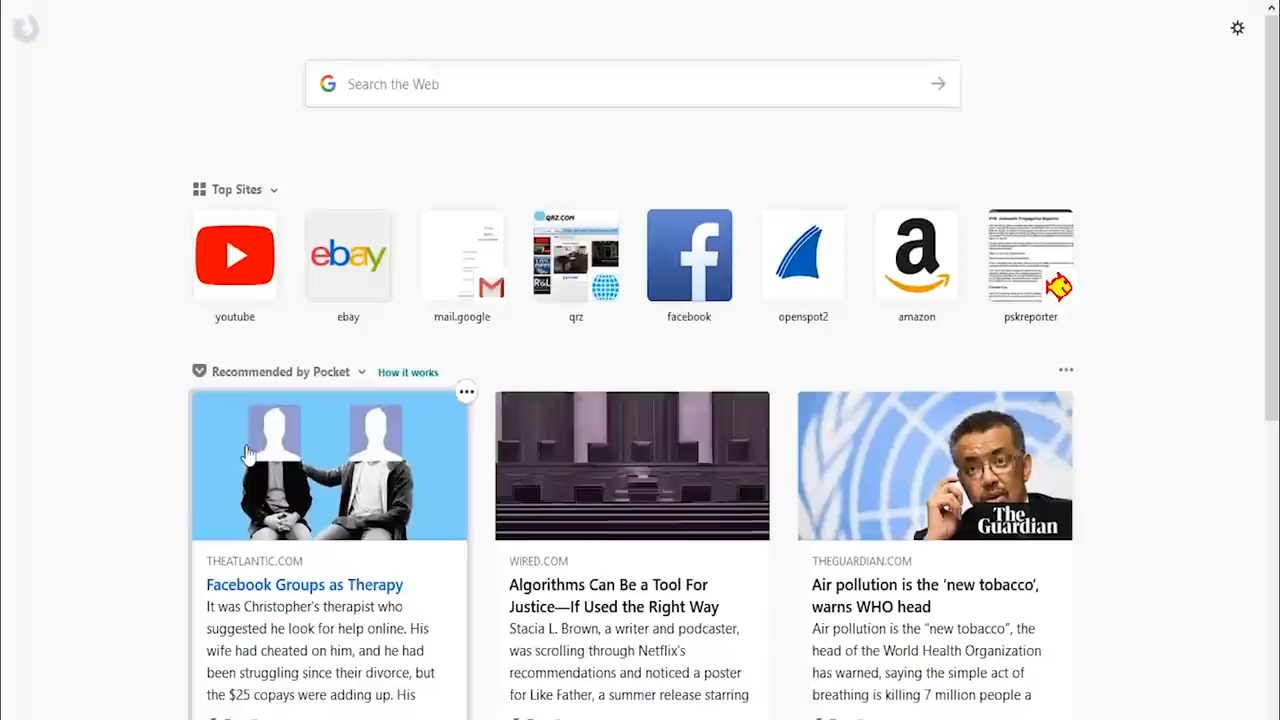 Search the Web
Top Sites
ebay
QRZ.COM
a
youtube
ebay
mail.google
qrz
facebook
openspot2
amazon
pskreporter
Recommended by Pocket
How it works
The
Guardian
THEATLANTIC.COM
Facebook Groups as Therapy
It was Christopher's therapist who
suggested he look for help online. His
wife had cheated on him, and he had
been struggling since their divorce, but
the $25 copays were adding up. His
WIRED.COM
Algorithms Can Be a Tool For
Justice—If Used the Right Way
Stacia L. Brown, a writer and podcaster,
was scrolling through Netflix's
recommendations and noticed a poster
for Like Father, a summer release starring
THEGUARDIAN.COM
Air pollution is the ‘new tobacco’,
warns WHO head
Air pollution is the “new tobacco”, the
head of the World Health Organization
has warned, saying the simple act of
breathing is killing 7 million people a